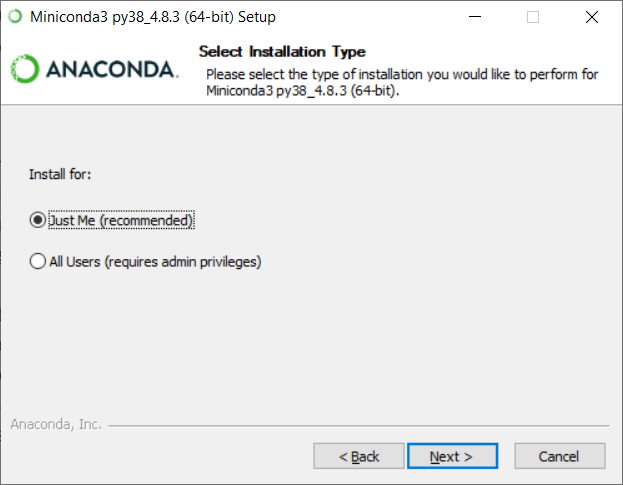 Miniconda3 py38_4.8.3 (64-bit) Setup
ANACONDA.
Select Installation Type
Please select the type of installation you would like to perform for
Miniconda3 py38_4.8.3 (64-bit).
Install for:
Just Me (recommended)
All Users (requires admin privileges)
Anaconda, Inc.
< Back
Next >
Cancel